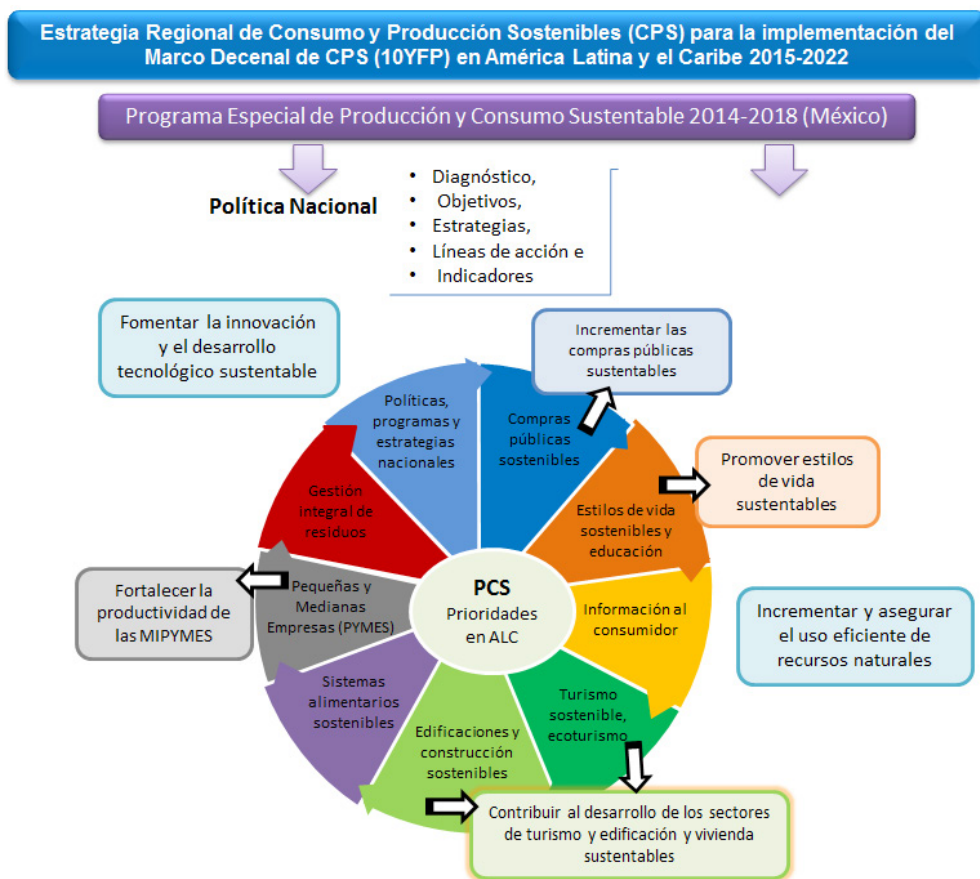 Estrategia Regional de Consumo y Producción Sostenibles (CPS) para la implementación del
Marco Decenal de CPS (10YFP) en América Latina y el Caribe 2015-2022
Programa Especial de Producción y Consumo Sustentable 2014-2018 (México)
Política Nacional
• Diagnóstico,
• Objetivos,
• Estrategias,
• Líneas de acción e
• Indicadores
Fomentar la innovación
y el desarrollo
tecnológico sustentable
Incrementar las
compras públicas
sustentables
Políticas,
programas y
estrategias
nacionales
Compras
públicas
sostenibles
Promover estilos
de vida
sustentables
Gestión
integral de
residuos
Estilos de vida
sostenibles y
educación
Fortalecer la
productividad de
las MIPYMES
Pequeñas y
Medianas
Empresas (PYMES)
PCS
Prioridades
en ALC
Información al
consumidor
Incrementar y asegurar
el uso eficiente de
recursos naturales
Sistemas
alimentarios
sostenibles
Edificaciones y
construcción
sostenibles
Turismo
sostenible,
ecoturismo
Contribuir al desarrollo de los sectores
de turismo y edificación y vivienda
sustentables